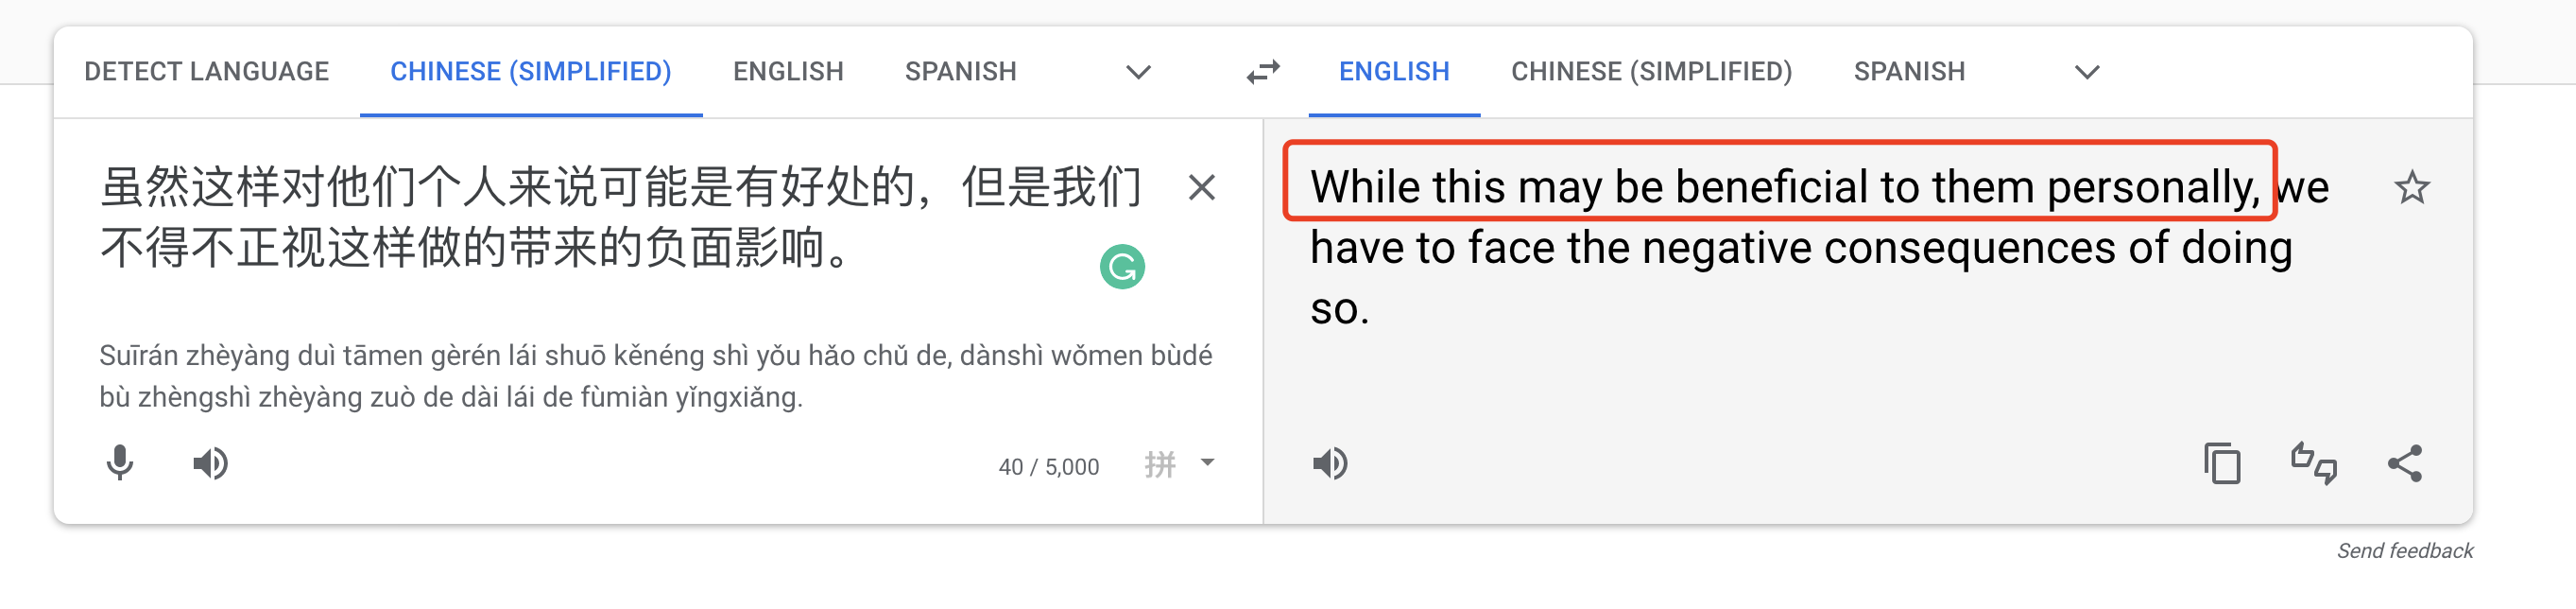 DETECT LANGUAGE CHINESE (SIMPLIFIED) ENGLISH SPANISH ENGLISH CHINESE (SIMPLIFIED) SPANISH
虽然这样对他们个人来说可能是有好处的，但是我们
不得不正视这样做的带来的负面影响。
Suīrán zhèyàng duì tāmen gèrén lái shuō kěnéng shì yǒu hǎo chǔ de, dànshì wǒmen bùdé
bù zhèngshì zhèyàng zuò de dài lái de fùmiàn yǐngxiǎng.
40 / 5,000 拼
While this may be beneficial to them personally, we
have to face the negative consequences of doing
so.
Send feedback